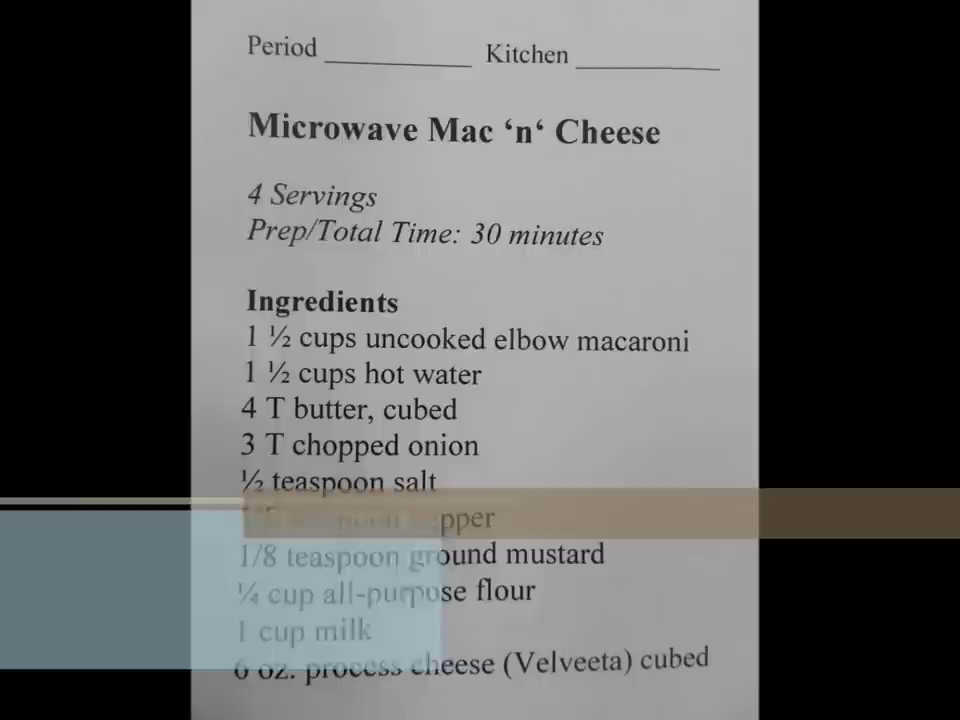 Period __________ Kitchen __________
Microwave Mac ‘n‘ Cheese
4 Servings
Prep/Total Time: 30 minutes
Ingredients
1 ½ cups uncooked elbow macaroni
1 ½ cups hot water
4 T butter, cubed
3 T chopped onion
½ teaspoon salt
teaspoon pepper
1/8 teaspoon ground mustard
¼ cup all-purpose flour
1 cup milk
6 oz. process cheese (Velveeta) cubed